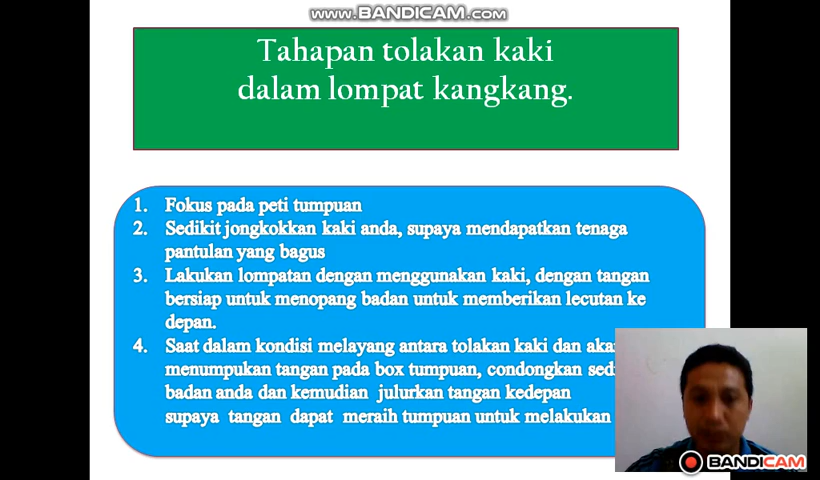 www.BANDICAM.com
Tahapan tolakan kaki
dalam lompat kangkang.
1. Fokus pada peti tumpuan
2. Sedikit jongkokkan kaki anda, supaya mendapatkan tenaga
pantulan yang bagus
3. Lakukan lompatan dengan menggunakan kaki, dengan tangan
bersiap untuk menopang badan untuk memberikan lecutan ke
depan.
4. Saat dalam kondisi melayang antara tolakan kaki dan
menumpukan tangan pada box tumpuan, condongkan
badan anda dan kemudian julurkan tangan kedepan
supaya tangan dapat meraih tumpuan untuk melakukan
BANDICAM